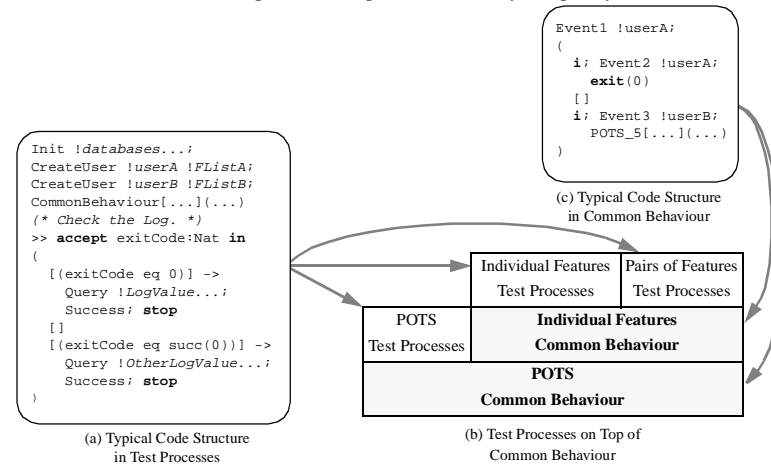 Event1 !userA;
(
i; Event2 !userA;
exit(0)
[]
i; Event3 !userB;
POTS_5[...](...)
)
(c) Typical Code Structure
in Common Behaviour
Init !databases...;
CreateUser !userA !FListA;
CreateUser !userB !FListB;
CommonBehaviour[...](...)
(* Check the Log. *)
>> accept exitCode:Nat in
(
[(exitCode eq 0)] ->
Query !LogValue...;
Success; stop
[]
[(exitCode eq succ(0))] ->
Query !OtherLogValue...;
Success; stop
)
(a) Typical Code Structure
in Test Processes
Individual Features
Test Processes
Pairs of Features
Test Processes
POTS
Test Processes
Individual Features
Common Behaviour
POTS
Common Behaviour
(b) Test Processes on Top of
Common Behaviour